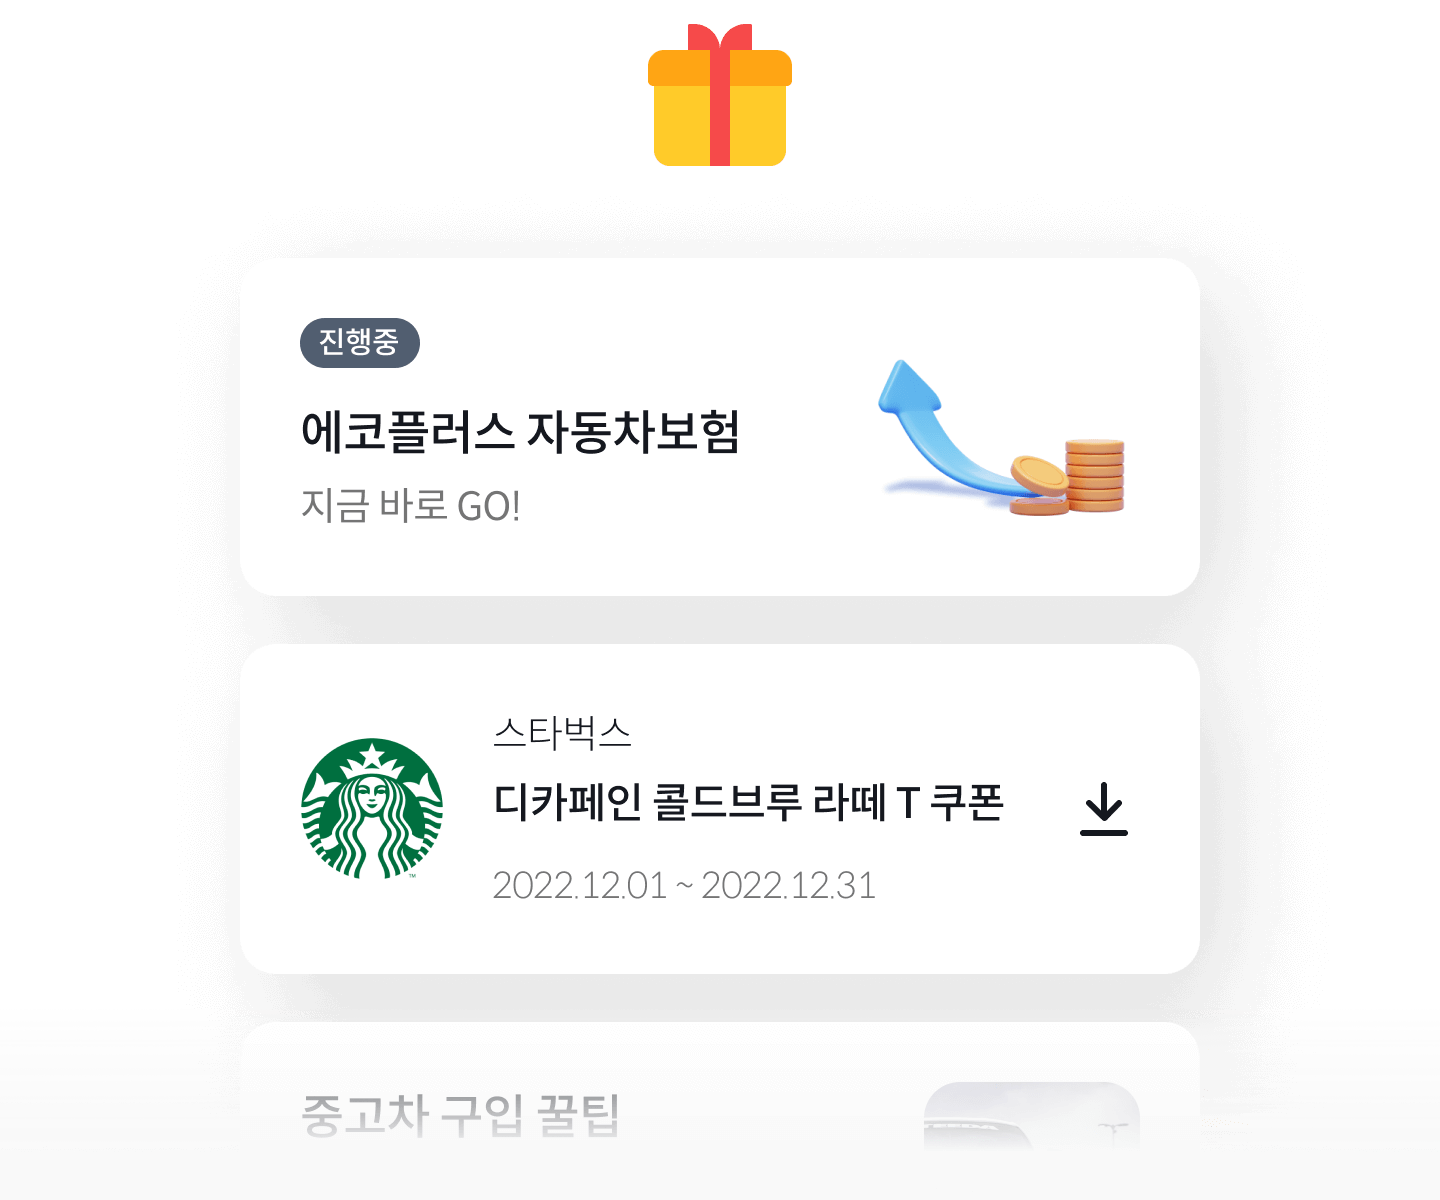 진행중
에코플러스 자동차보험
지금 바로 GO!
스타벅스
디카페인 콜드브루 라떼 T 쿠폰
2022.12.01 ~ 2022.12.31
중고차 구입 꿀팁